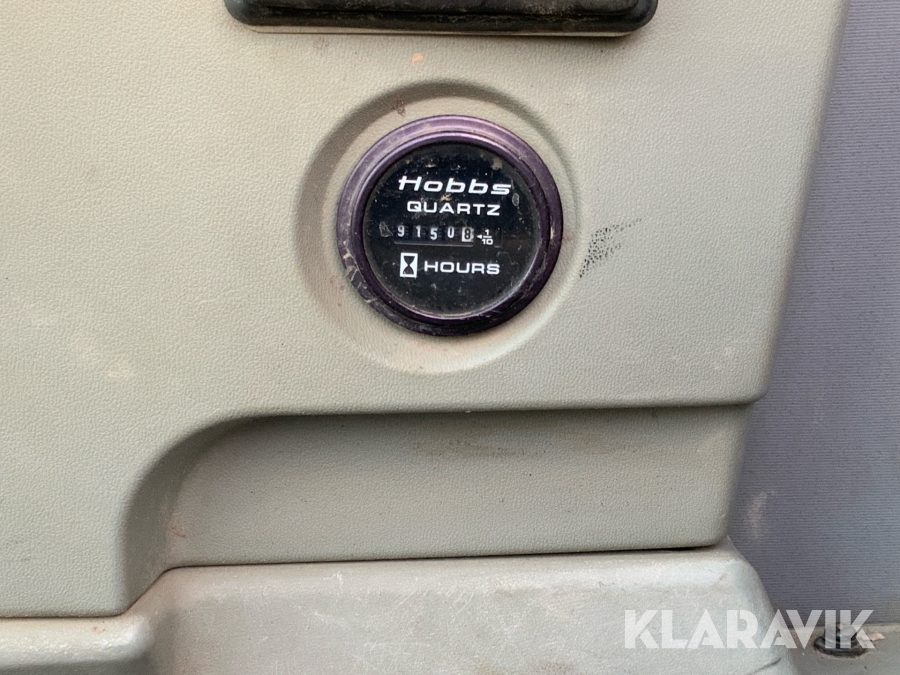 Hobbs
QUARTZ
91508 1/10
HOURS
KLARAVIK